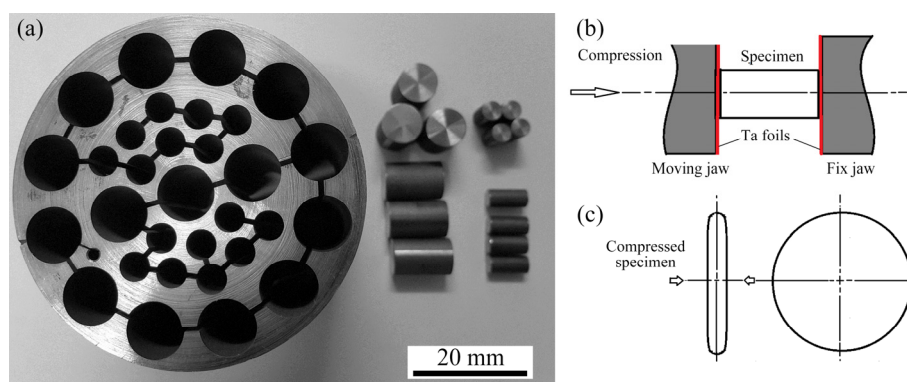 (a)
20 mm
(b)
Compression
Specimen
Ta foils
Moving jaw
Fix jaw
(c)
Compressed
specimen